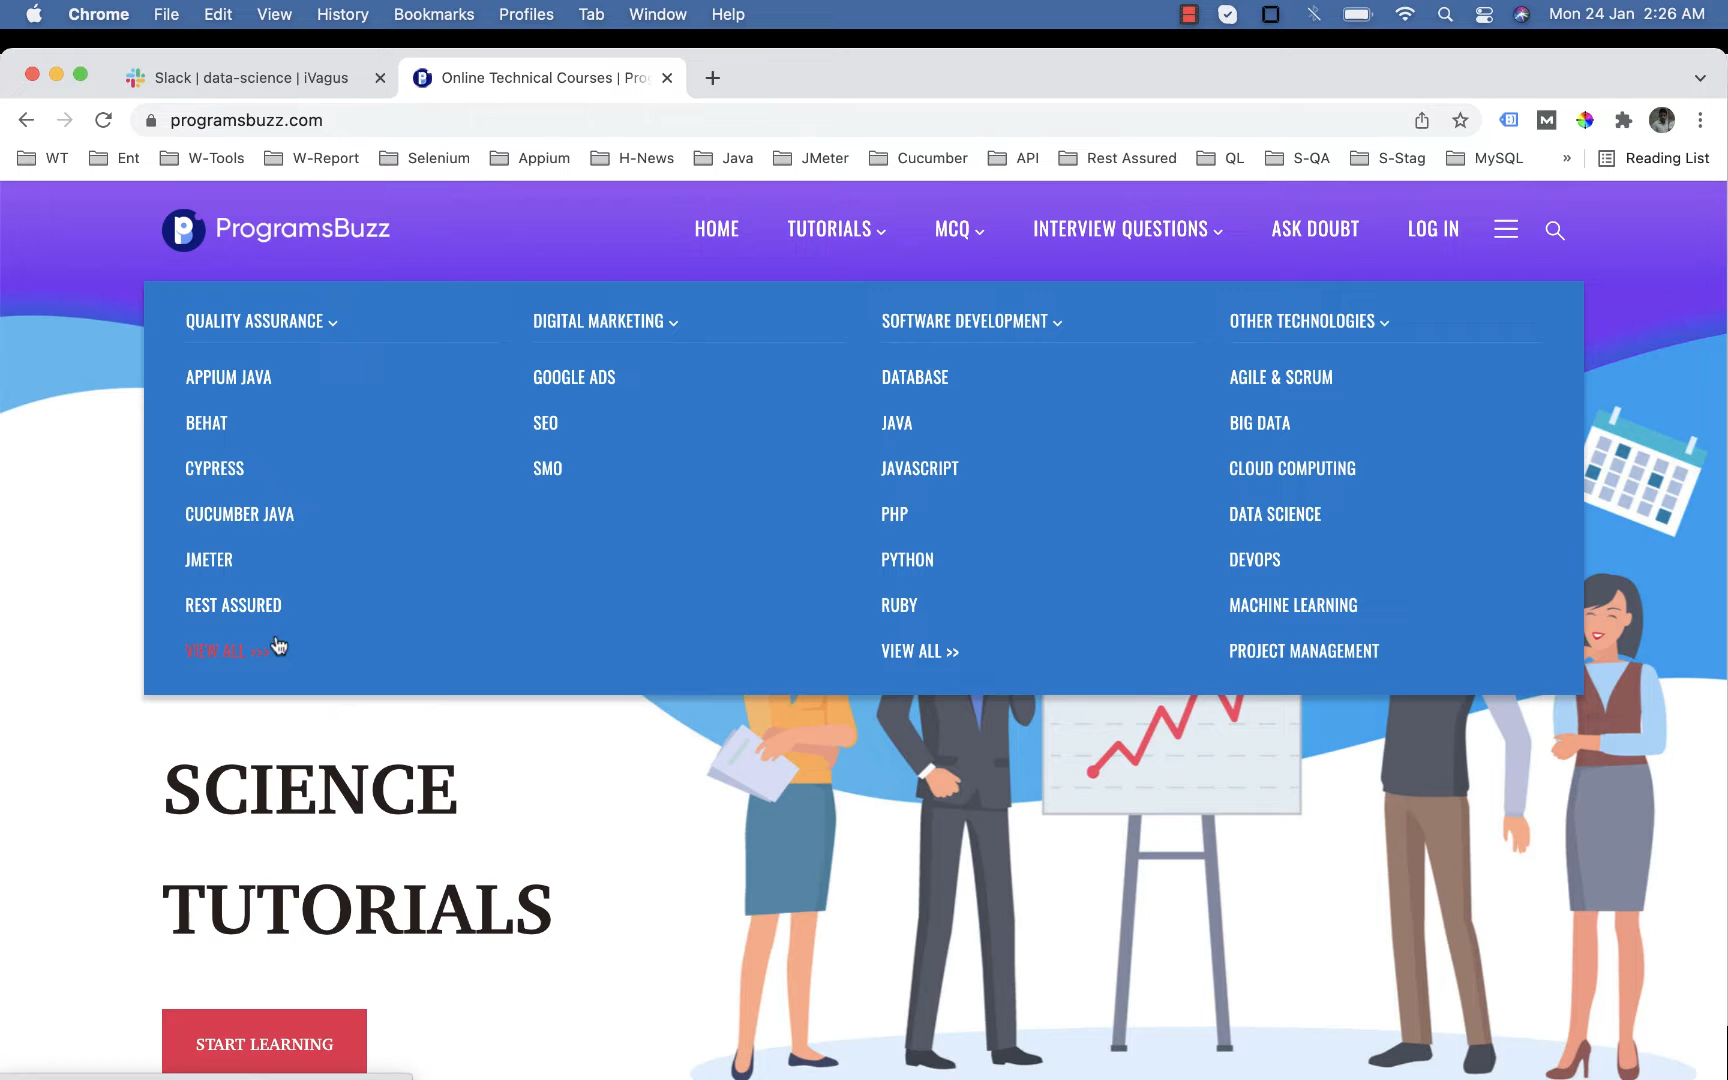 Chrome File Edit View History Bookmarks Profiles Tab Window Help Mon 24 Jan 2:26 AM
Slack | data-science | iVagus Online Technical Courses | Pro
programsbuzz.com
WT Ent W-Tools W-Report Selenium Appium H-News Java JMeter Cucumber API Rest Assured QL S-QA S-Stag MySQL » Reading List
ProgramsBuzz HOME TUTORIALS MCQ INTERVIEW QUESTIONS ASK DOUBT LOG IN
QUALITY ASSURANCE DIGITAL MARKETING SOFTWARE DEVELOPMENT OTHER TECHNOLOGIES
APPIUM JAVA GOOGLE ADS DATABASE AGILE & SCRUM
BEHAT SEO JAVA BIG DATA
CYPRESS SMO JAVASCRIPT CLOUD COMPUTING
CUCUMBER JAVA PHP DATA SCIENCE
JMETER PYTHON DEVOPS
REST ASSURED RUBY MACHINE LEARNING
VIEW ALL >>> VIEW ALL >> PROJECT MANAGEMENT
SCIENCE
TUTORIALS
START LEARNING